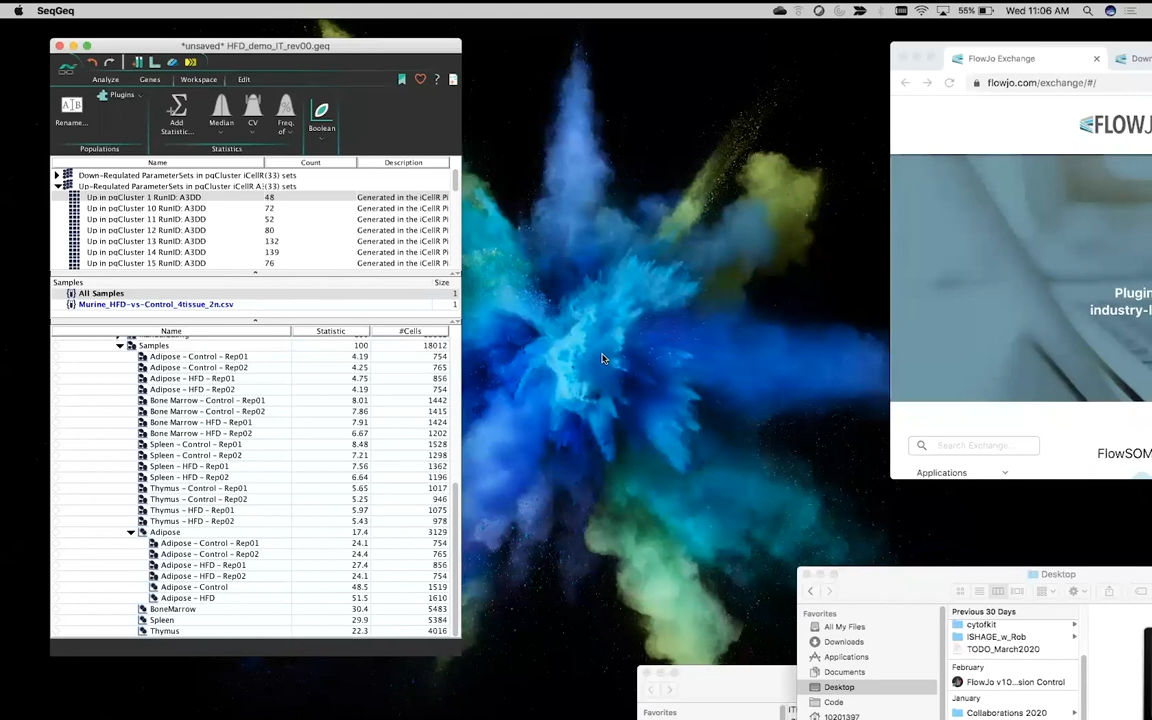 SeqGeq
55%
Wed 11:06 AM
*unsaved* HFD_demo_IT_rev00.geq
Analyze
Genes
Workspace
Edit
Plugins
Rename...
Add Statistic...
Median
CV
Freq. of
Boolean
Populations
Statistics
Name Count Description
Down-Regulated ParameterSets in pgCluster iCellR (33) sets
Up-Regulated ParameterSets in pgCluster iCellR A:(33) sets
Up in pgCluster 1 RunID: A3DD 48 Generated in the iCellR Pl
Up in pgCluster 10 RunID: A3DD 72 Generated in the iCellR Pl
Up in pgCluster 11 RunID: A3DD 52 Generated in the iCellR Pl
Up in pgCluster 12 RunID: A3DD 80 Generated in the iCellR Pl
Up in pgCluster 13 RunID: A3DD 132 Generated in the iCellR Pl
Up in pgCluster 14 RunID: A3DD 139 Generated in the iCellR Pl
Up in pgCluster 15 RunID: A3DD 76 Generated in the iCellR Pl
Samples Size
All Samples 1
Murine_HFD-vs-Control_4tissue_2n.csv 1
Name Statistic #Cells
Samples 100 18012
Adipose - Control - Rep01 4.19 754
Adipose - Control - Rep02 4.25 765
Adipose - HFD - Rep01 4.75 856
Adipose - HFD - Rep02 4.19 754
Bone Marrow - Control - Rep01 8.01 1442
Bone Marrow - Control - Rep02 7.86 1415
Bone Marrow - HFD - Rep01 7.91 1424
Bone Marrow - HFD - Rep02 6.67 1202
Spleen - Control - Rep01 8.48 1528
Spleen - Control - Rep02 7.21 1298
Spleen - HFD - Rep01 7.56 1362
Spleen - HFD - Rep02 6.64 1196
Thymus - Control - Rep01 5.65 1017
Thymus - Control - Rep02 5.25 946
Thymus - HFD - Rep01 5.97 1075
Thymus - HFD - Rep02 5.43 978
Adipose 17.4 3129
Adipose - Control - Rep01 24.1 754
Adipose - Control - Rep02 24.4 765
Adipose - HFD - Rep01 27.4 856
Adipose - HFD - Rep02 24.1 754
Adipose - Control 48.5 1519
Adipose - HFD 51.5 1610
BoneMarrow 30.4 5483
Spleen 29.9 5384
Thymus 22.3 4016
FlowJo Exchange
Down
flowjo.com/exchange/#/
FLOWJO
Plugin
industry-l
Search Exchange...
Applications
FlowSOM
Desktop
Favorites
All My Files
Downloads
Applications
Documents
Desktop
Code
10201397
Previous 30 Days
cytofkit
ISHAGE_w_Rob
TODO_March2020
February
FlowJo v10...sion Control
January
Collaborations 2020
Favorites